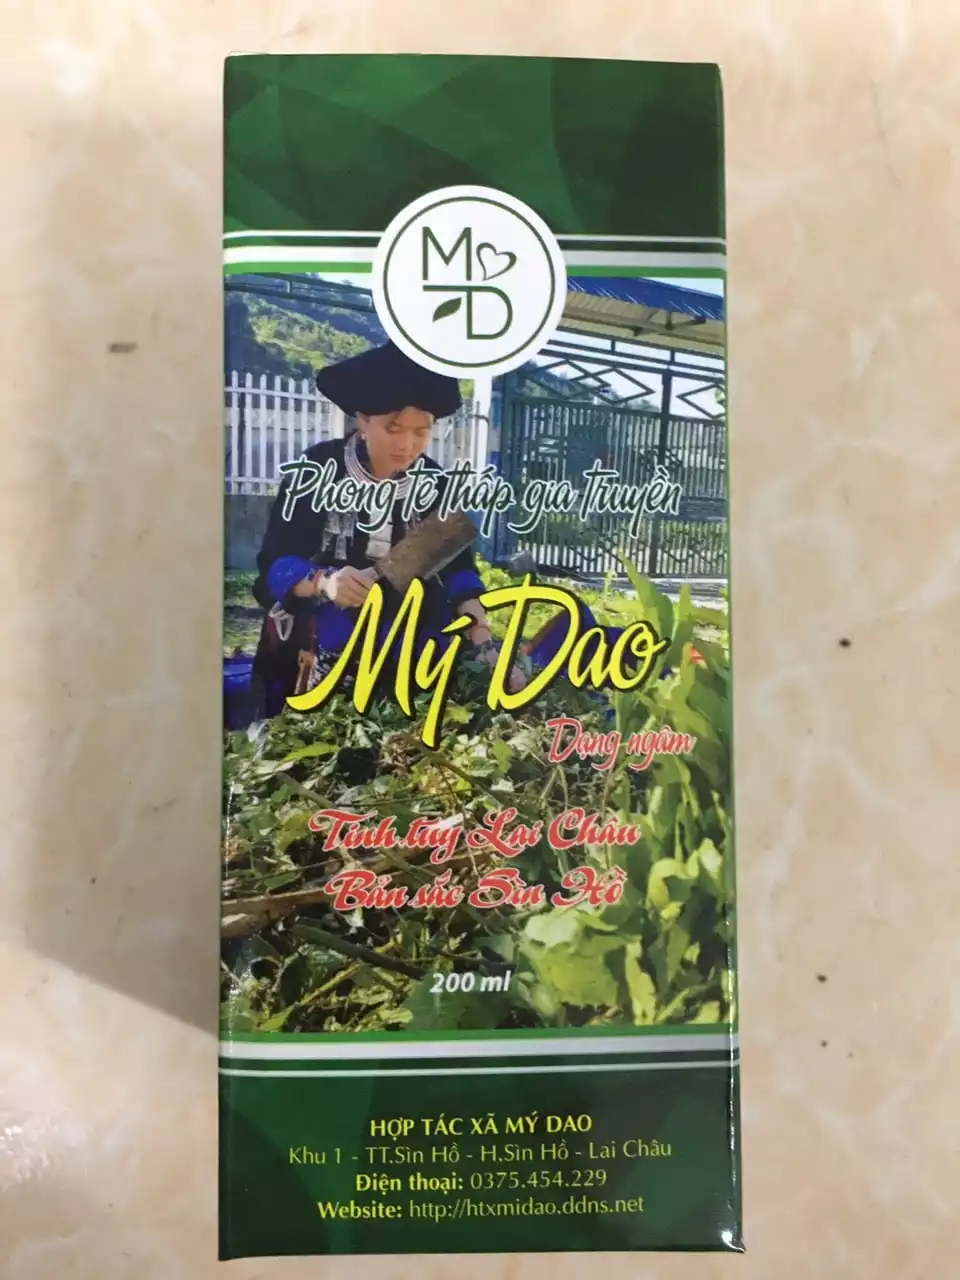 M
D
Phong tê thấp gia truyền
Mý Dao
Dạng ngâm
Tinh túy Lai Châu
Bản sắc Sìn Hồ
200 ml
HỢP TÁC XÃ MÝ DAO
Khu 1 - TT.Sìn Hồ - H.Sìn Hồ - Lai Châu
Điện thoại: 0375.454.229
Website: http://htxmidao.ddns.net